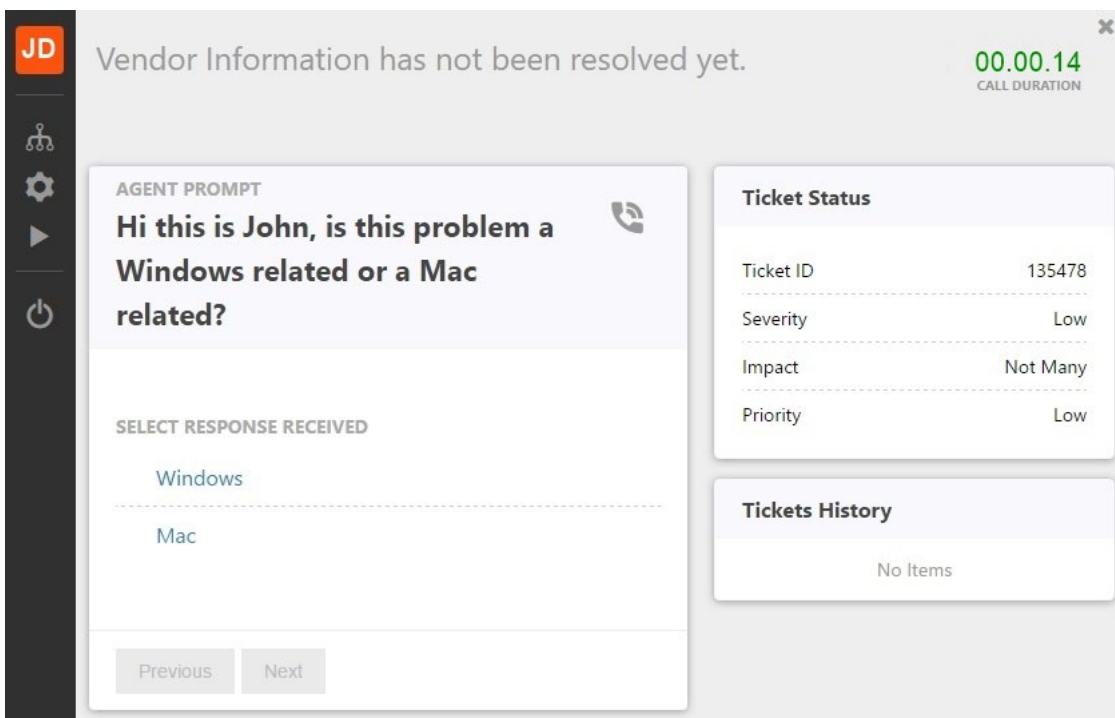 JD
Vendor Information has not been resolved yet.
00.00.14
CALL DURATION
AGENT PROMPT
Hi this is John, is this problem a
Windows related or a Mac
related?
SELECT RESPONSE RECEIVED
Windows
Mac
Previous Next
Ticket Status
Ticket ID 135478
Severity Low
Impact Not Many
Priority Low
Tickets History
No Items